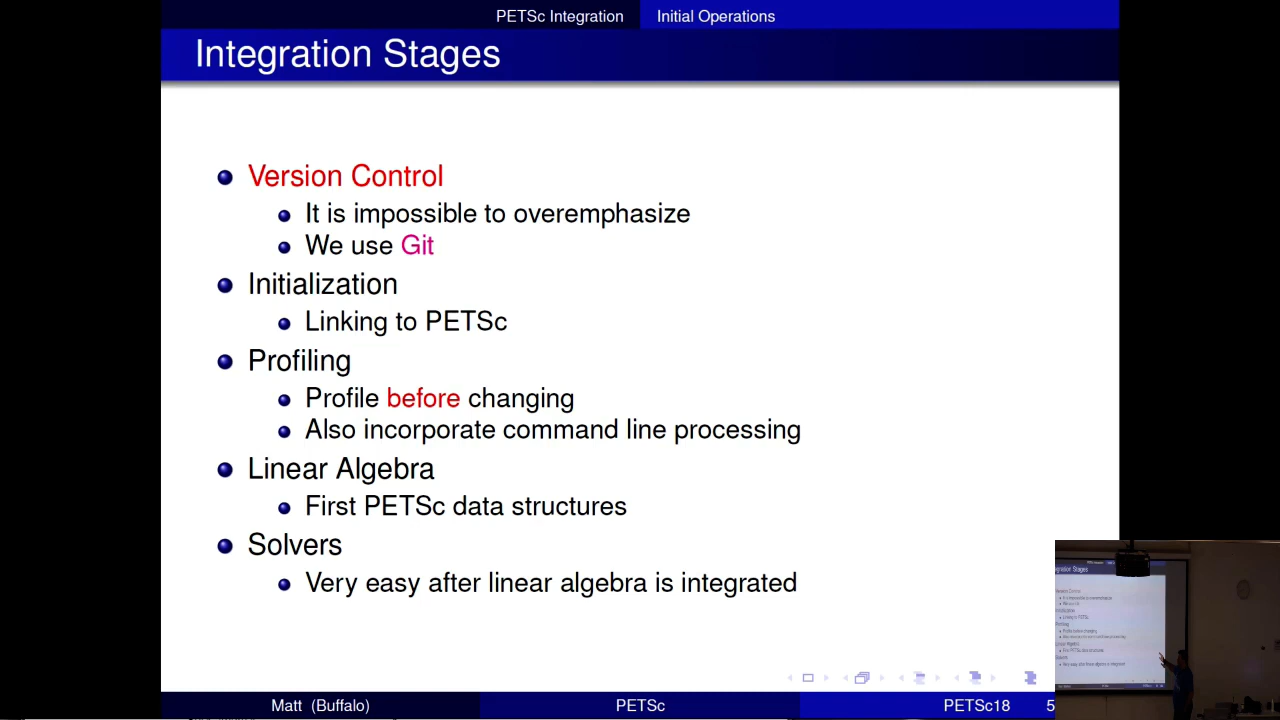 PETSc Integration Initial Operations
Integration Stages
Version Control
It is impossible to overemphasize
We use Git
Initialization
Linking to PETSc
Profiling
Profile before changing
Also incorporate command line processing
Linear Algebra
First PETSc data structures
Solvers
Very easy after linear algebra is integrated
Matt (Buffalo) PETSc PETSc18 5